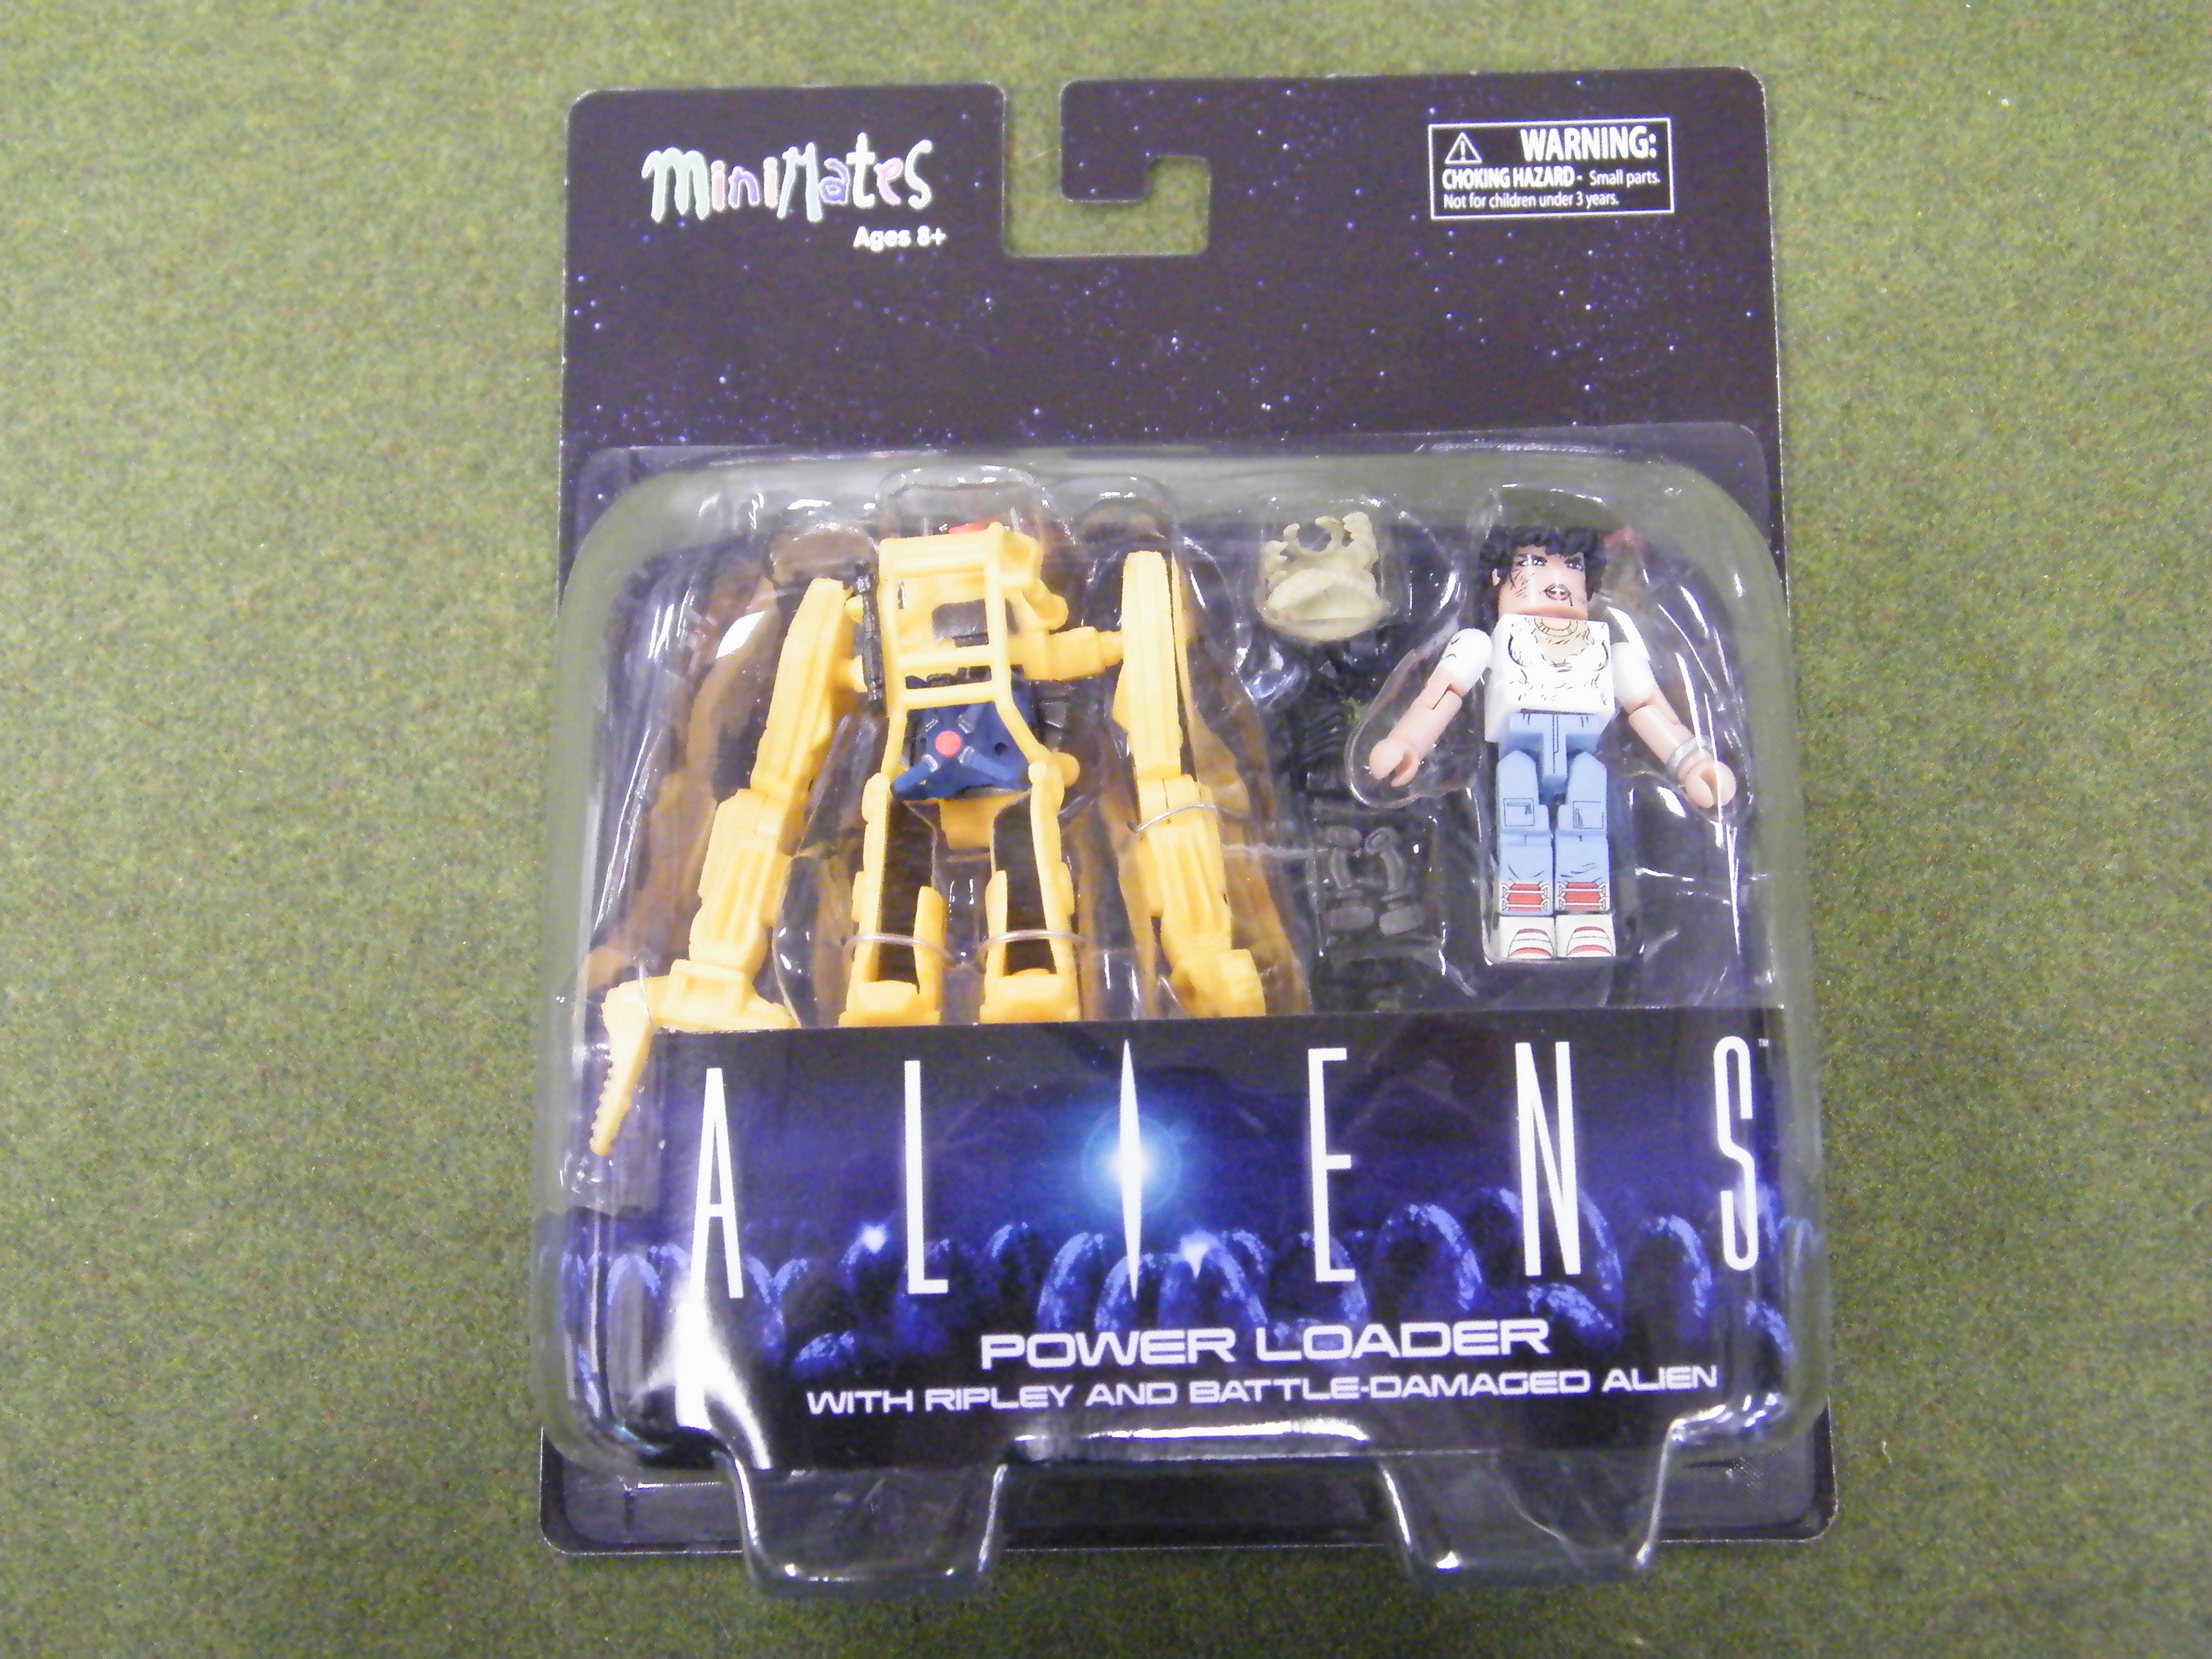 MiniMates
Ages 8+
WARNING:
CHOKING HAZARD - Small parts.
Not for children under 3 years.
ALIENS™
POWER LOADER
WITH RIPLEY AND BATTLE-DAMAGED ALIEN